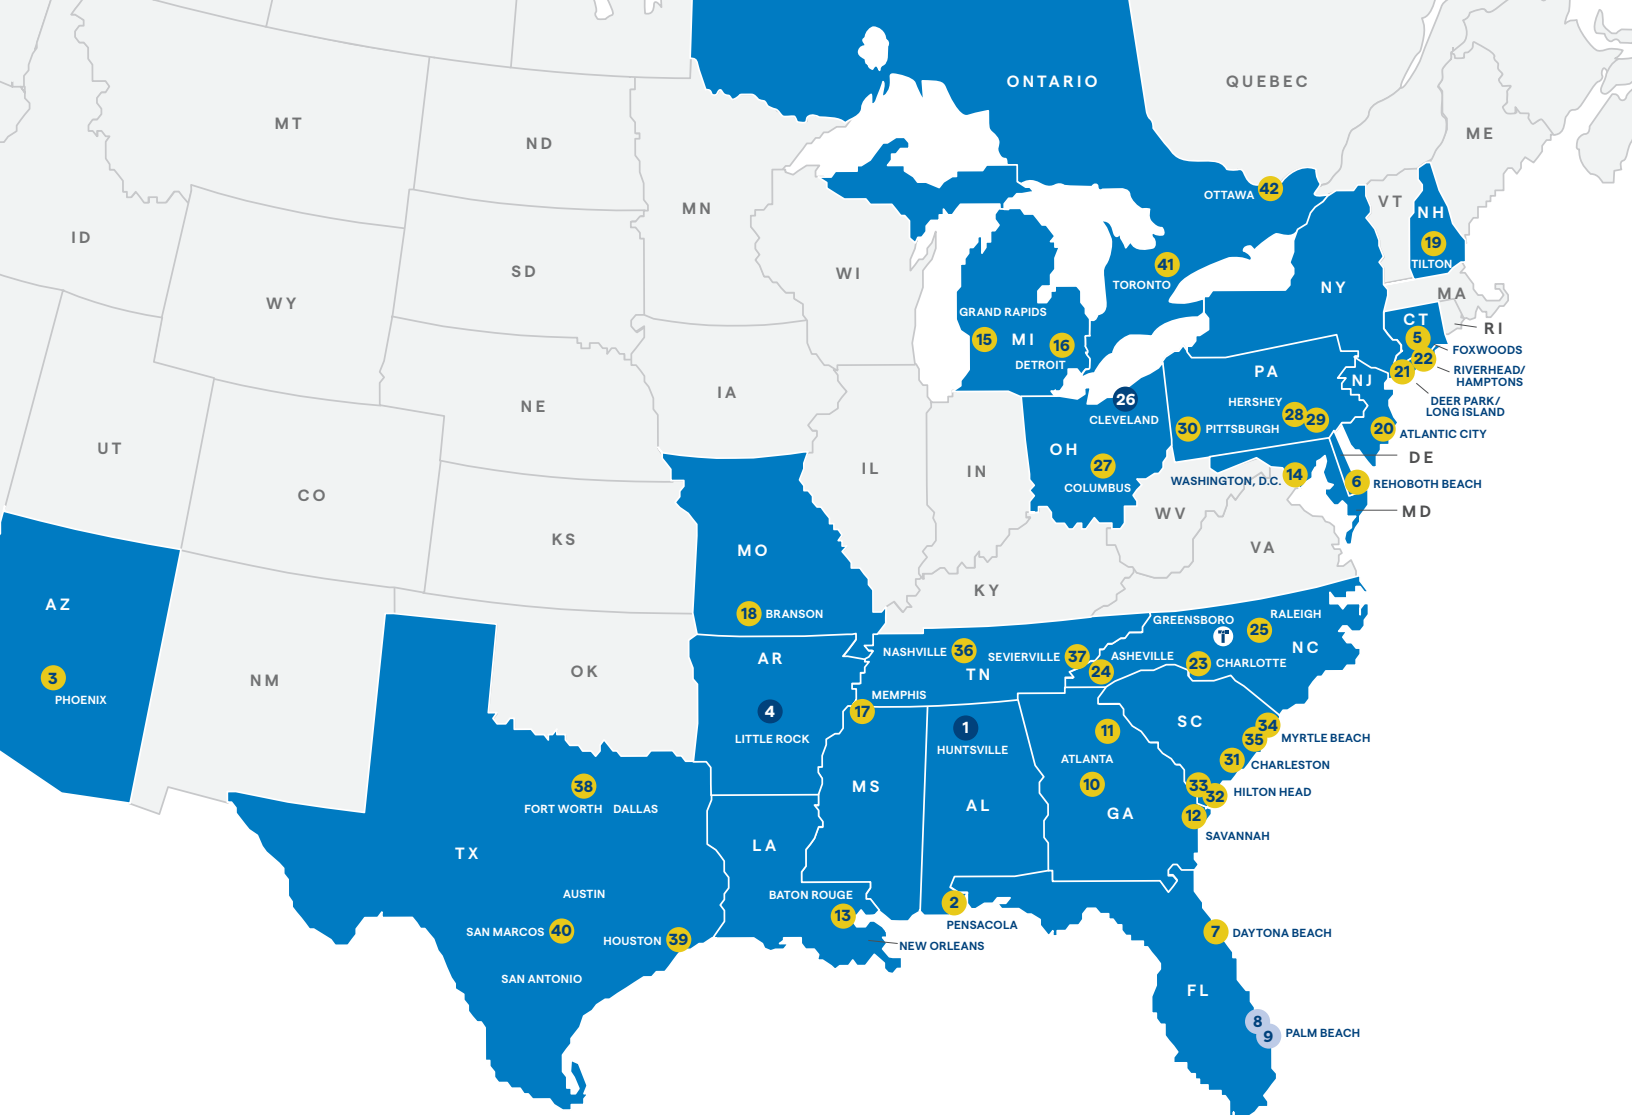 ONTARIO
QUEBEC
MT
ND
ME
MN
OTTAWA 42
VT
NH
19
TILTON
ID
SD
WI
41
TORONTO
WY
NY
MA
GRAND RAPIDS
15
MI
16
DETROIT
CT
5
RI
FOXWOODS
22
RIVERHEAD/
HAMPTONS
21
DEER PARK/
LONG ISLAND
PA
NJ
NE
IA
26
CLEVELAND
HERSHEY
28
29
30 PITTSBURGH
20 ATLANTIC CITY
UT
CO
IL
IN
OH
27
COLUMBUS
DE
WASHINGTON, D.C. 14
6 REHOBOTH BEACH
MD
WV
KS
MO
VA
KY
AZ
18 BRANSON
GREENSBORO
T
RALEIGH
25
NC
3
PHOENIX
NM
OK
AR
NASHVILLE 36
SEVIERVILLE 37
ASHEVILLE
24
23 CHARLOTTE
TN
MEMPHIS
17
4
LITTLE ROCK
1
HUNTSVILLE
11
ATLANTA
10
SC
34
35
MYRTLE BEACH
31 CHARLESTON
33
32
HILTON HEAD
12
SAVANNAH
38
FORT WORTH DALLAS
MS
AL
GA
TX
LA
AUSTIN
BATON ROUGE
13
NEW ORLEANS
2
PENSACOLA
SAN MARCOS 40
HOUSTON 39
SAN ANTONIO
7 DAYTONA BEACH
FL
8
9
PALM BEACH